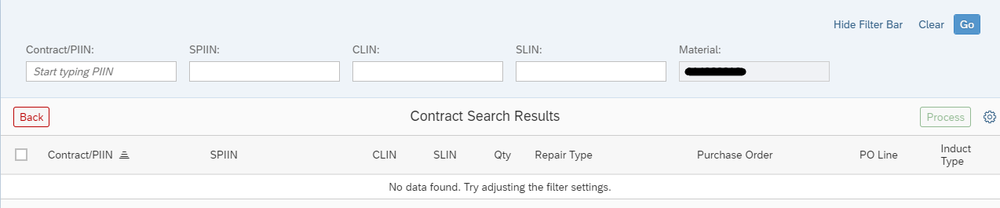 Hide Filter Bar Clear Go
Contract/PIIN: SPIIN: CLIN: SLIN: Material:
Start typing PIIN
Back Contract Search Results Process
Contract/PIIN SPIIN CLIN SLIN Qty Repair Type Purchase Order PO Line Induct Type
No data found. Try adjusting the filter settings.